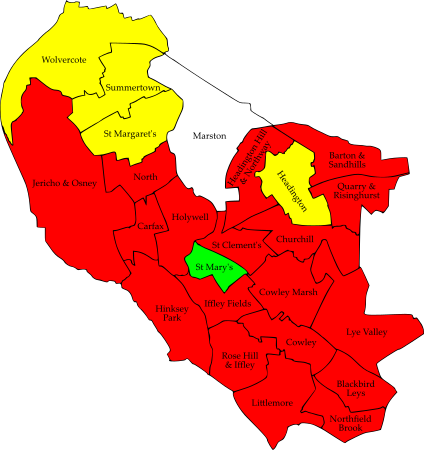 Wolvercote
Summertown
St Margaret's
Marston
Headington Hill
& Northway
Barton &
Sandhills
Jericho & Osney
North
Headington
Quarry &
Risinghurst
Carfax
Holywell
St Clement's
Churchill
St Mary's
Hinksey
Park
Iffley Fields
Cowley Marsh
Lye Valley
Cowley
Rose Hill
& Iffley
Blackbird
Leys
Littlemore
Northfield
Brook